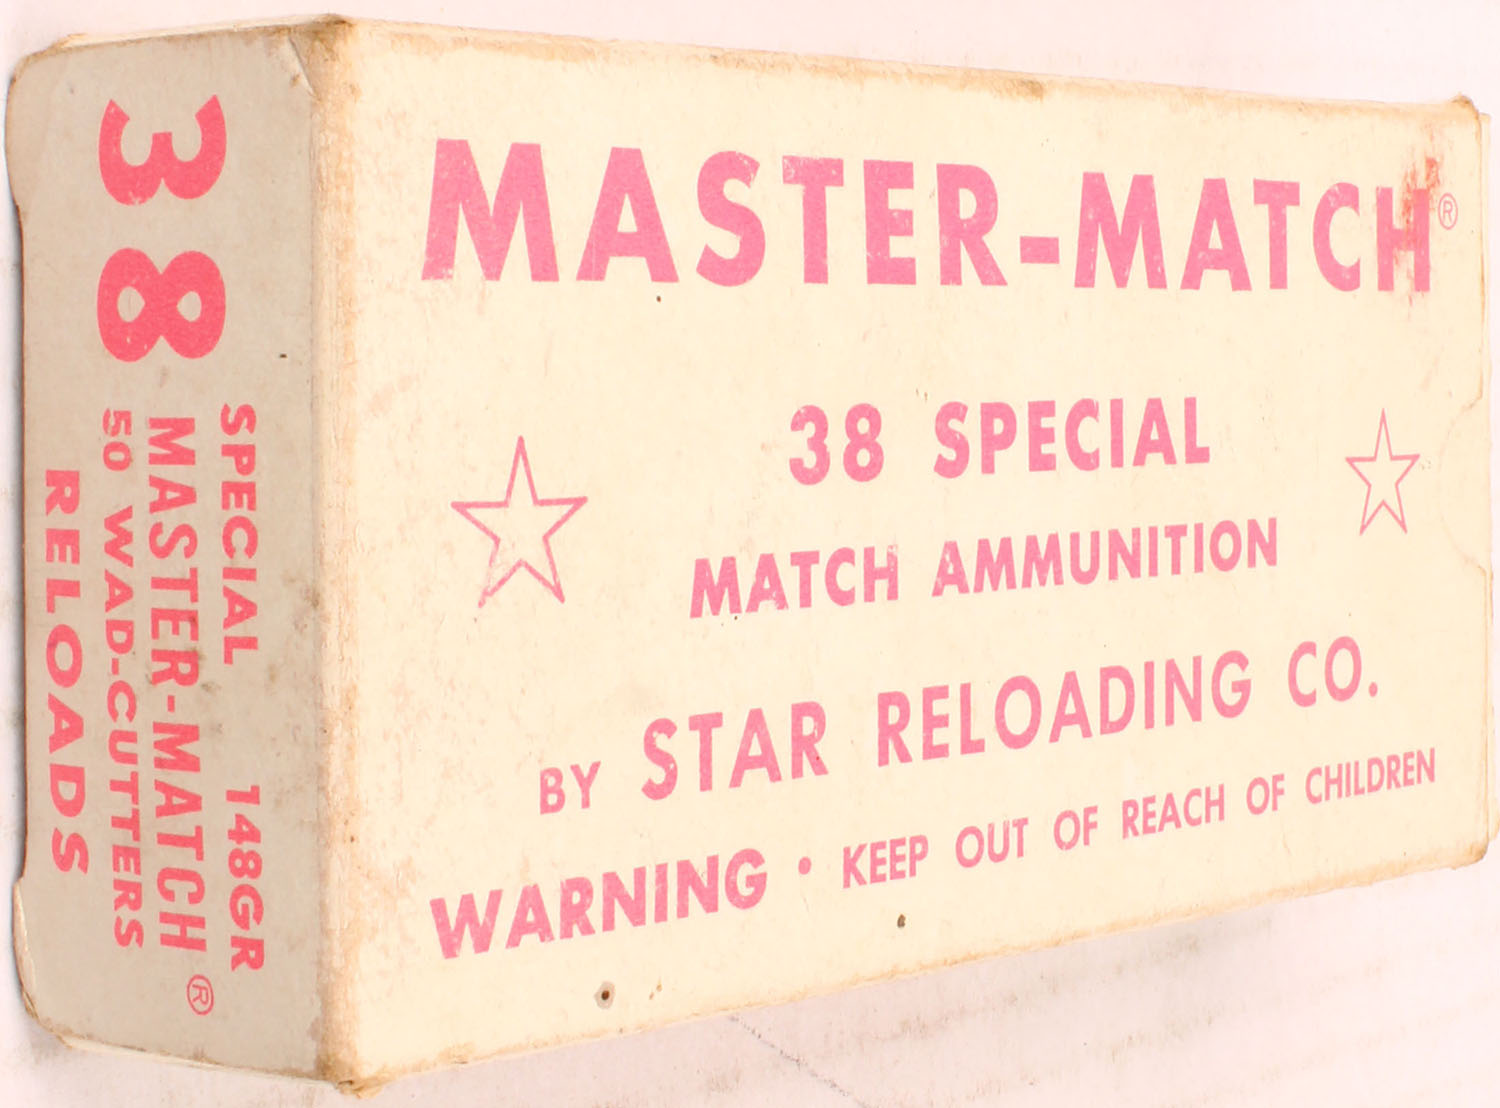 MASTER-MATCH®
38 SPECIAL
MATCH AMMUNITION
BY STAR RELOADING CO.
WARNING • KEEP OUT OF REACH OF CHILDREN
38
SPECIAL 148GR
MASTER-MATCH®
50 WAD-CUTTERS
RELOADS